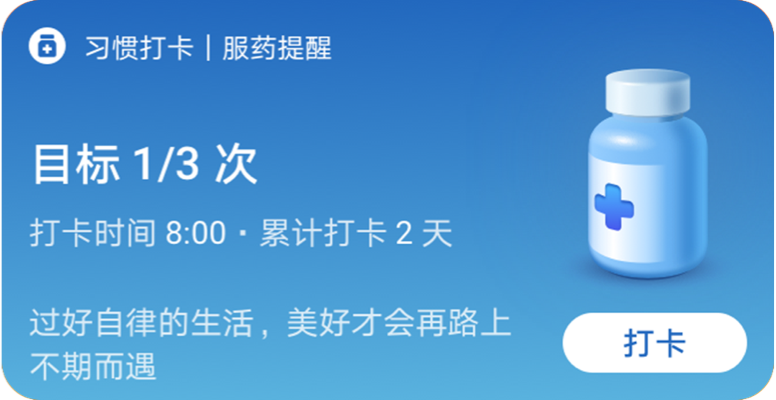 习惯打卡 | 服药提醒
目标 1/3 次
打卡时间 8:00 · 累计打卡 2 天
过好自律的生活，美好才会再路上
不期而遇
打卡